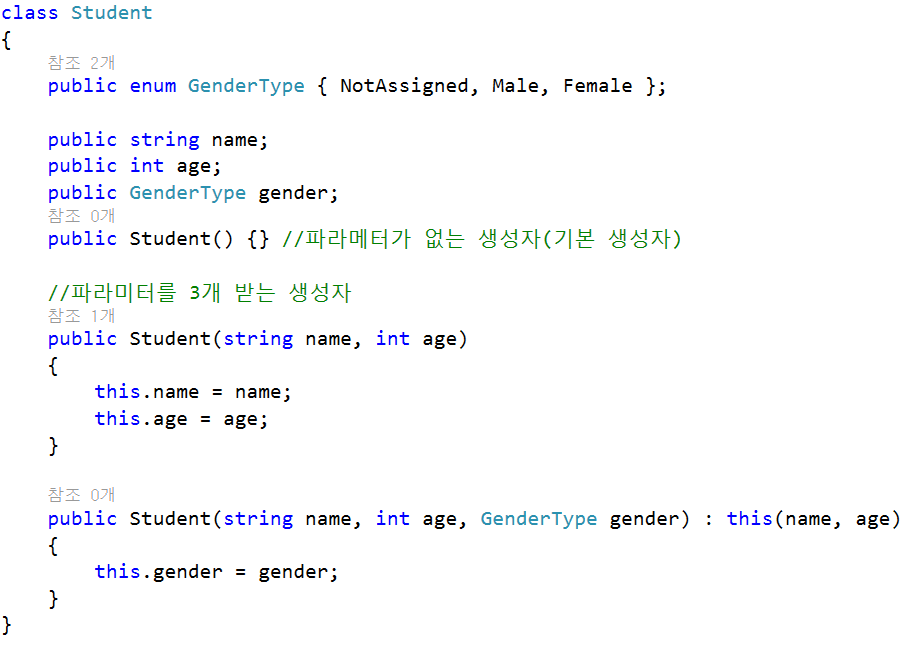 class Student
{
참조 2개
public enum GenderType { NotAssigned, Male, Female };
public string name;
public int age;
public GenderType gender;
참조 0개
public Student() {} //파라메터가 없는 생성자(기본 생성자)
//파라미터를 3개 받는 생성자
참조 1개
public Student(string name, int age)
{
this.name = name;
this.age = age;
}
참조 0개
public Student(string name, int age, GenderType gender) : this(name, age)
{
this.gender = gender;
}
}